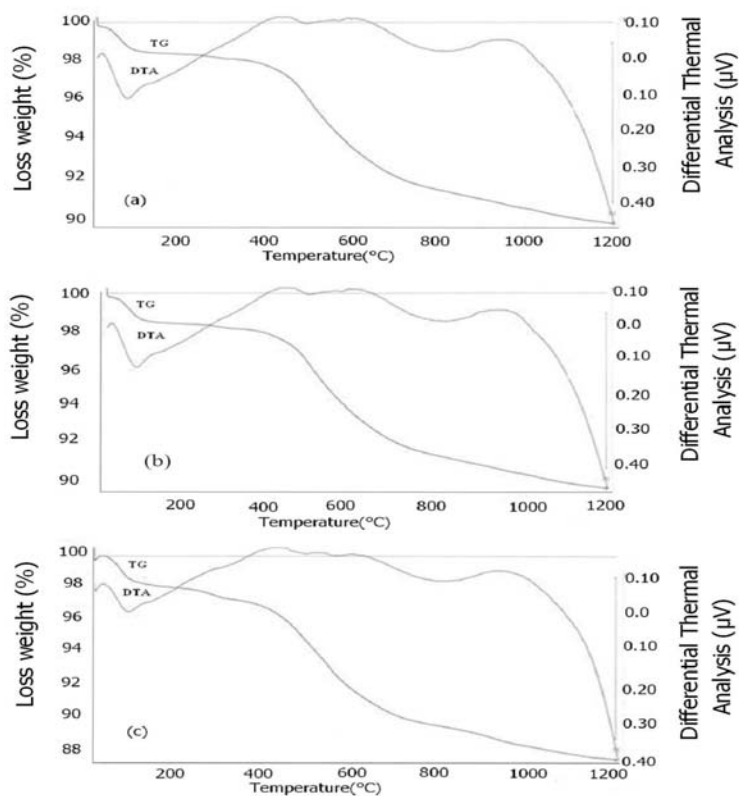 100
98
96
94
92
90
Loss weight (%)
TG
DTA
(a)
0.10
0.0
0.10
0.20
0.30
0.40
Differential Thermal
Analysis (µV)
200 400 600 800 1000 1200
Temperature(°C)
100
98
96
94
92
90
Loss weight (%)
TG
DTA
(b)
0.10
0.0
0.10
0.20
0.30
0.40
Differential Thermal
Analysis (µV)
200 400 600 800 1000 1200
Temperature(°C)
100
98
96
94
92
90
88
Loss weight (%)
TG
DTA
(c)
0.10
0.0
0.10
0.20
0.30
0.40
Differential Thermal
Analysis (µV)
200 400 600 800 1000 1200
Temperature(°C)